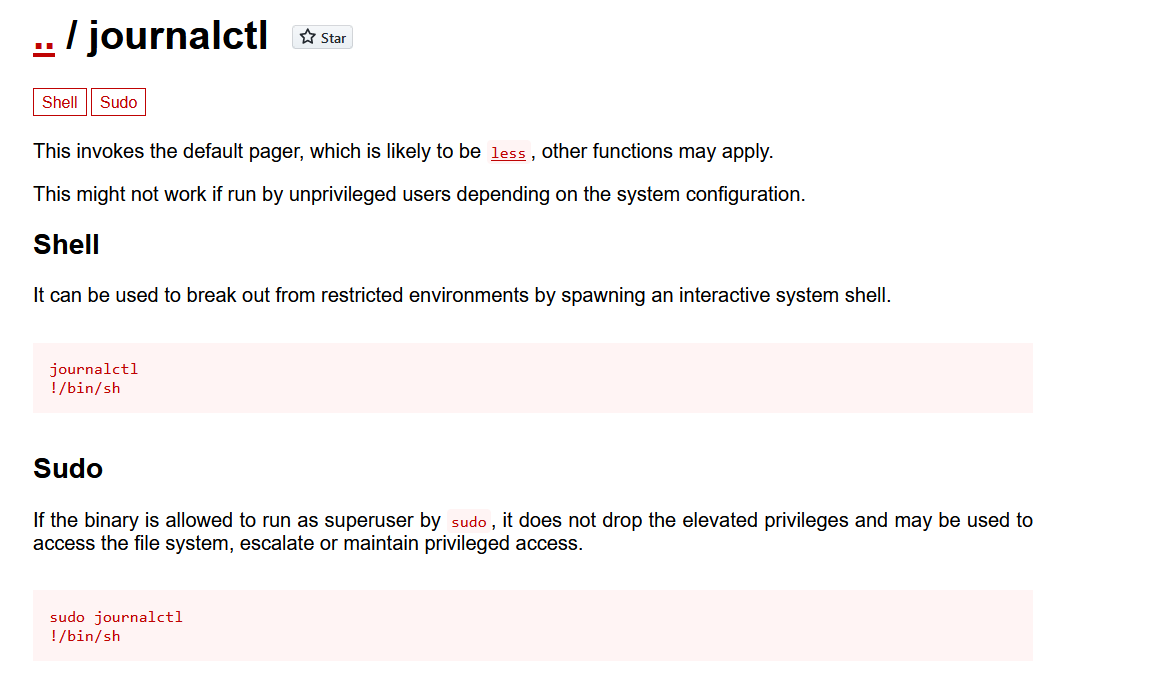 .. / journalctl Star
Shell Sudo
This invokes the default pager, which is likely to be less, other functions may apply.
This might not work if run by unprivileged users depending on the system configuration.
Shell
It can be used to break out from restricted environments by spawning an interactive system shell.
journalctl
!/bin/sh
Sudo
If the binary is allowed to run as superuser by sudo, it does not drop the elevated privileges and may be used to
access the file system, escalate or maintain privileged access.
sudo journalctl
!/bin/sh